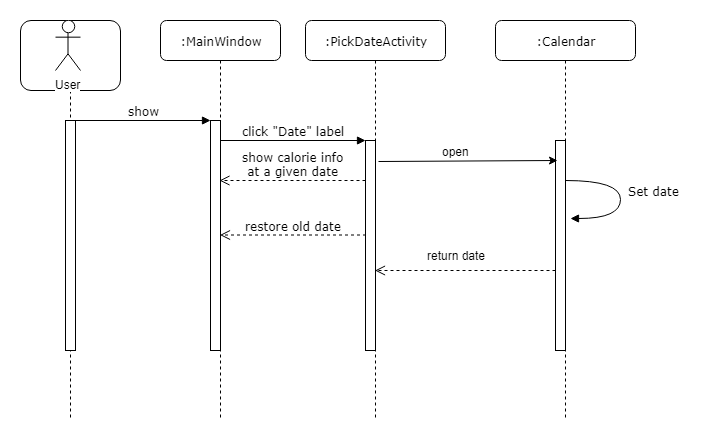 User
:MainWindow
:PickDateActivity
:Calendar
show
click "Date" label
show calorie info
at a given date
open
Set date
restore old date
return date